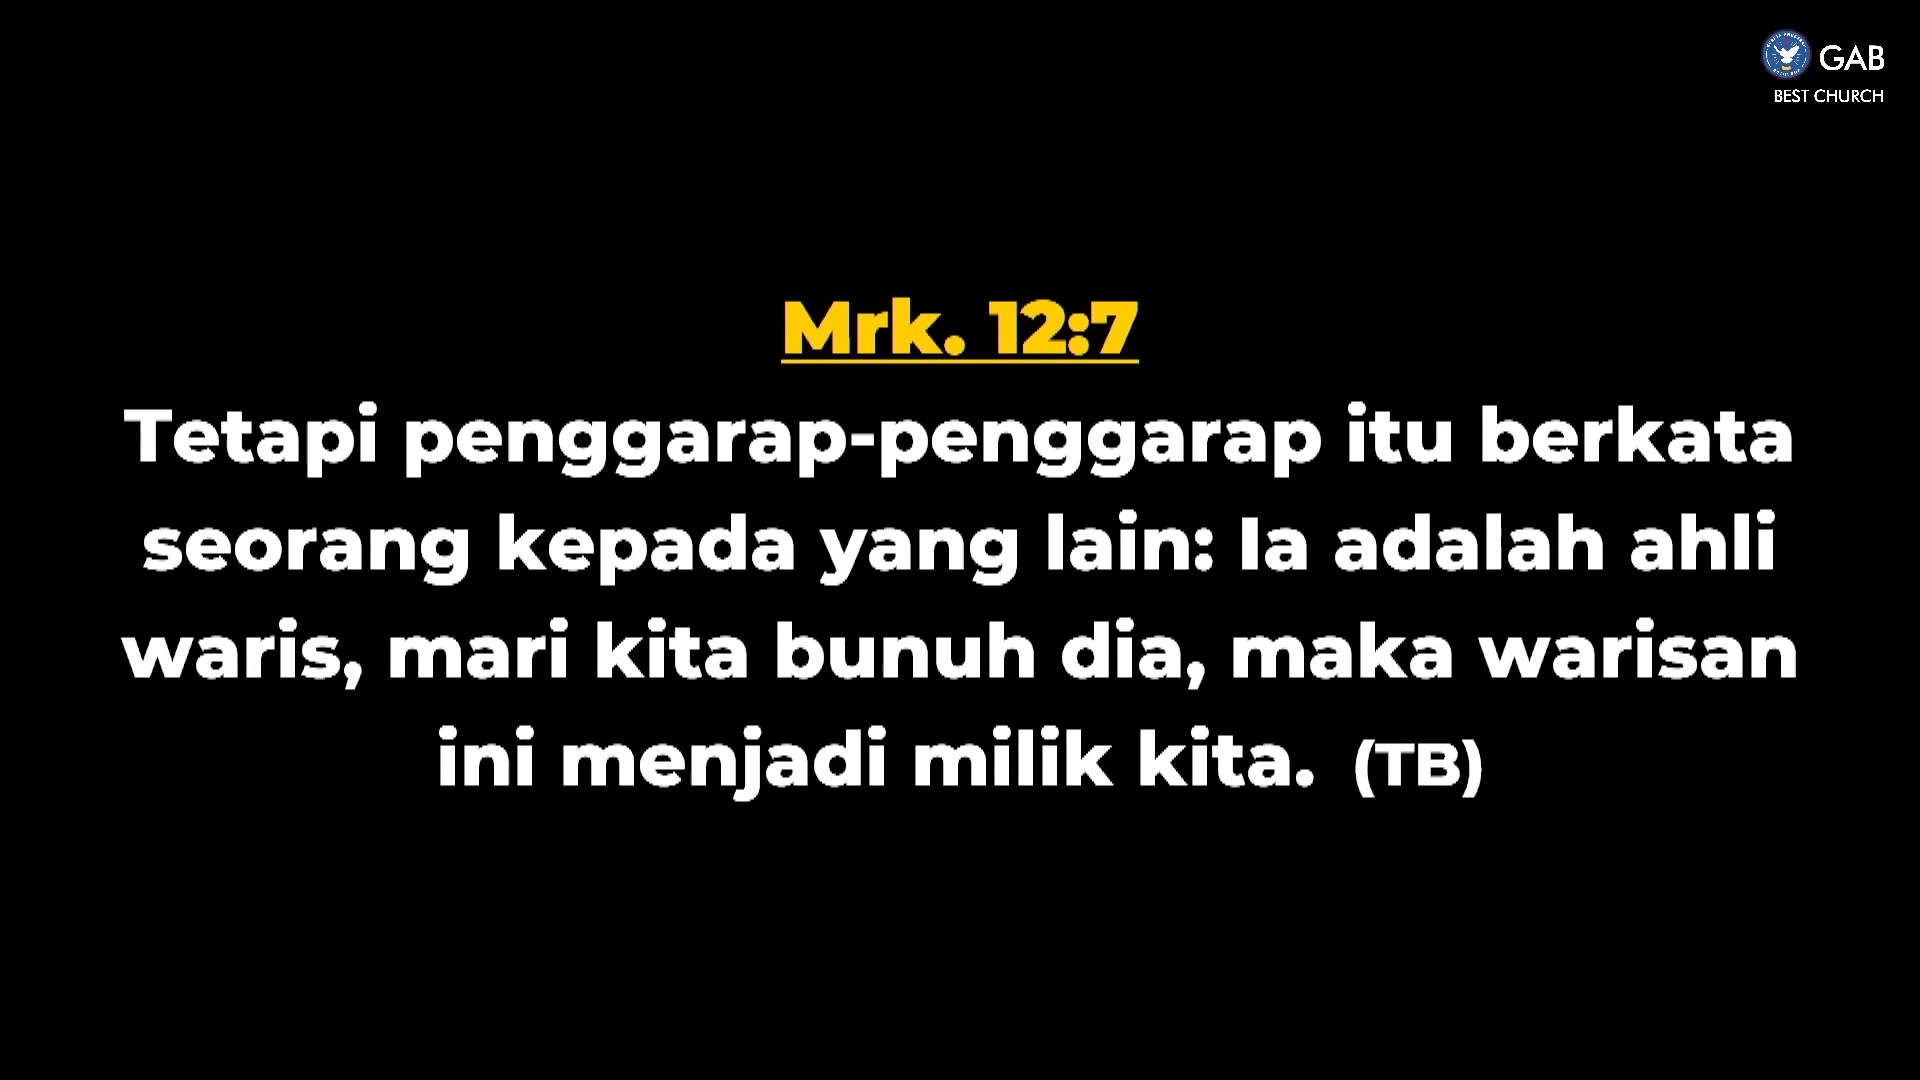 GAB
BEST CHURCH
Mrk. 12:7
Tetapi penggarap-penggarap itu berkata
seorang kepada yang lain: Ia adalah ahli
waris, mari kita bunuh dia, maka warisan
ini menjadi milik kita. (TB)